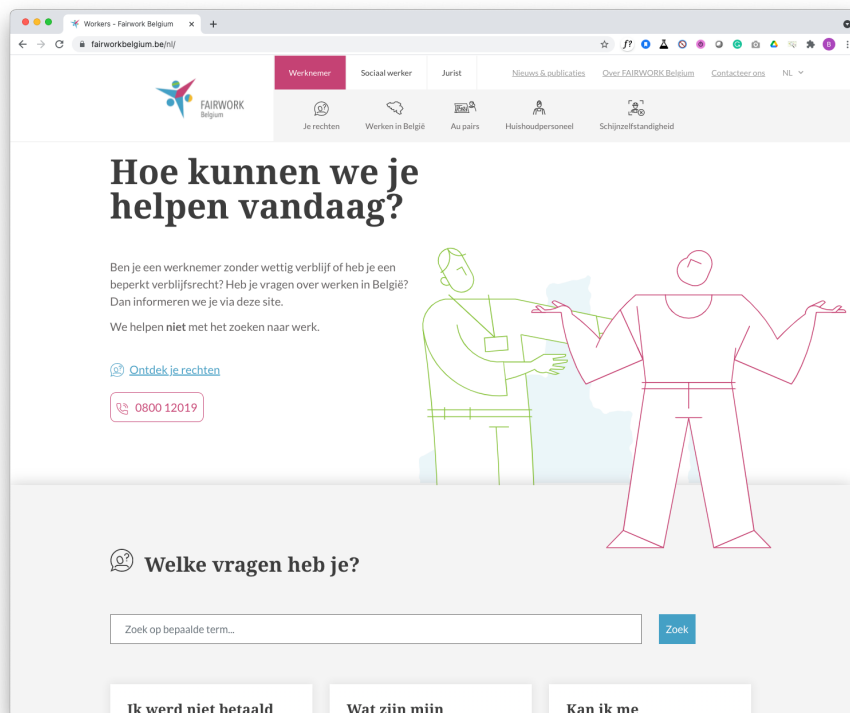 Workers - Fairwork Belgium
fairworkbelgium.be/nl/
f?
B
Werknemer
Sociaal werker
Jurist
Nieuws & publicaties
Over FAIRWORK Belgium
Contacteer ons
NL
FAIRWORK
Belgium
Je rechten
Werken in België
Au pairs
Huishoudpersoneel
Schijnzelfstandigheid
Hoe kunnen we je
helpen vandaag?
Ben je een werknemer zonder wettig verblijf of heb je een
beperkt verblijfsrecht? Heb je vragen over werken in België?
Dan informeren we je via deze site.
We helpen niet met het zoeken naar werk.
Ontdek je rechten
0800 12019
Welke vragen heb je?
Zoek op bepaalde term...
Zoek
Ik werd niet betaald
Wat zijn mijn
Kan ik me